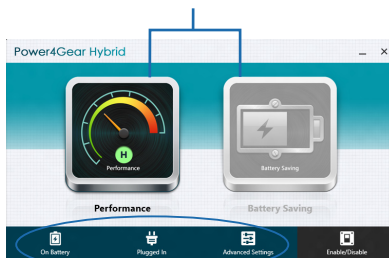 Power4Gear Hybrid
H
Performance
Battery Saving
Performance
Battery Saving
On Battery
Plugged In
Advanced Settings
Enable/Disable